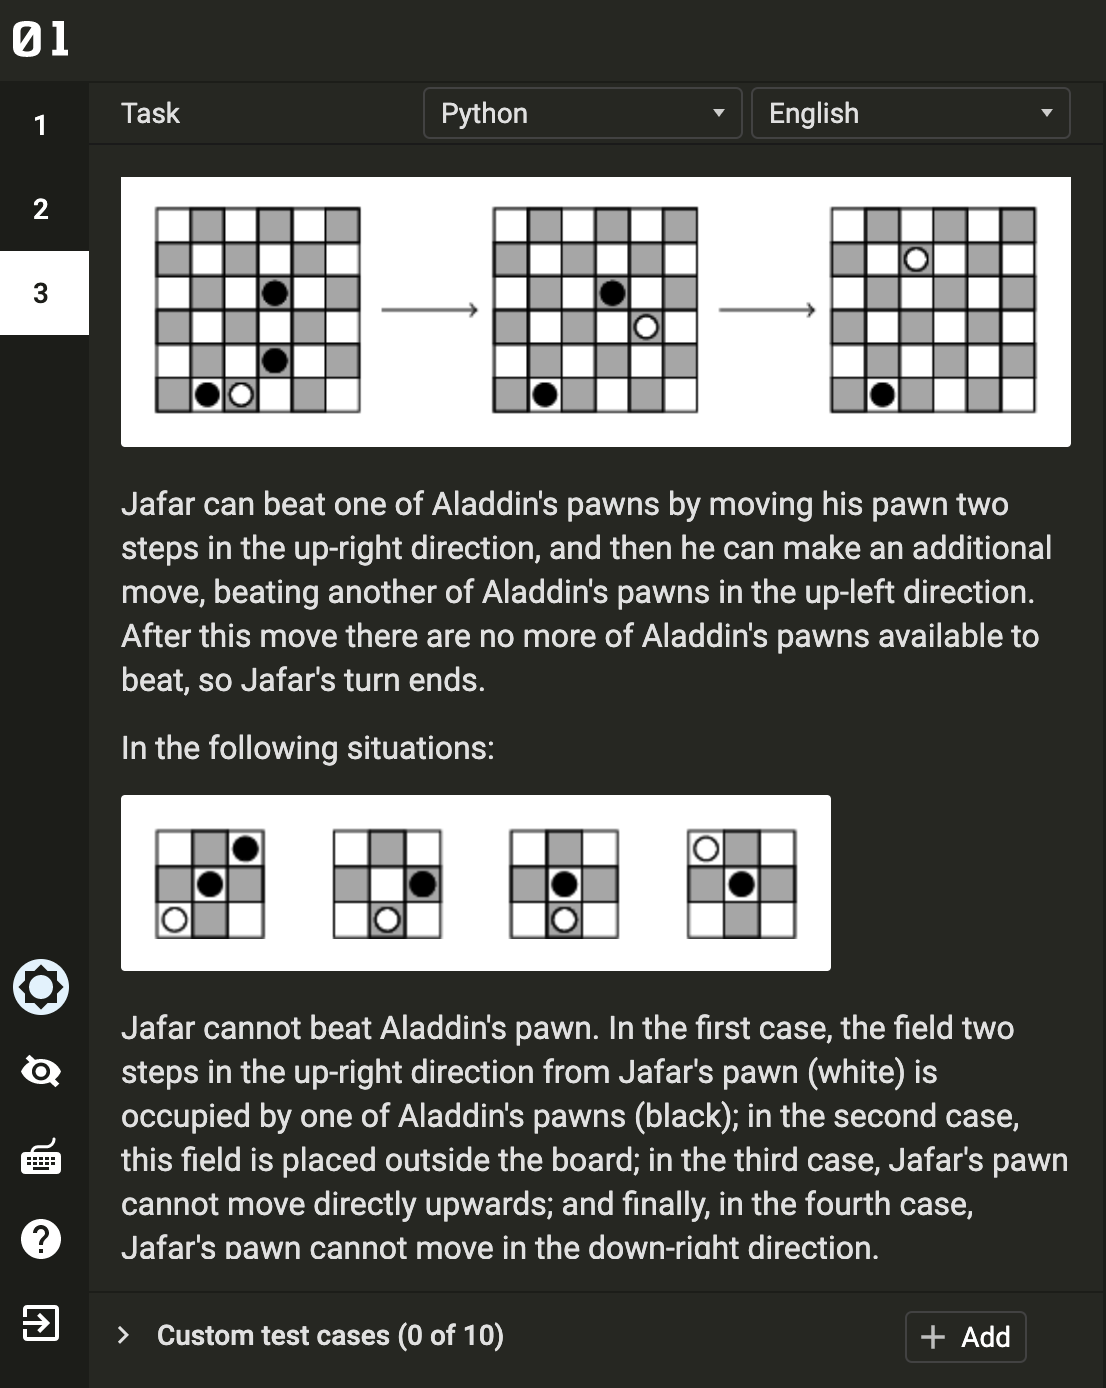 01
1
2
3
Task
Python
English
Jafar can beat one of Aladdin's pawns by moving his pawn two
steps in the up-right direction, and then he can make an additional
move, beating another of Aladdin's pawns in the up-left direction.
After this move there are no more of Aladdin's pawns available to
beat, so Jafar's turn ends.
In the following situations:
Jafar cannot beat Aladdin's pawn. In the first case, the field two
steps in the up-right direction from Jafar's pawn (white) is
occupied by one of Aladdin's pawns (black); in the second case,
this field is placed outside the board; in the third case, Jafar's pawn
cannot move directly upwards; and finally, in the fourth case,
Jafar's pawn cannot move in the down-right direction.
Custom test cases (0 of 10)
+ Add